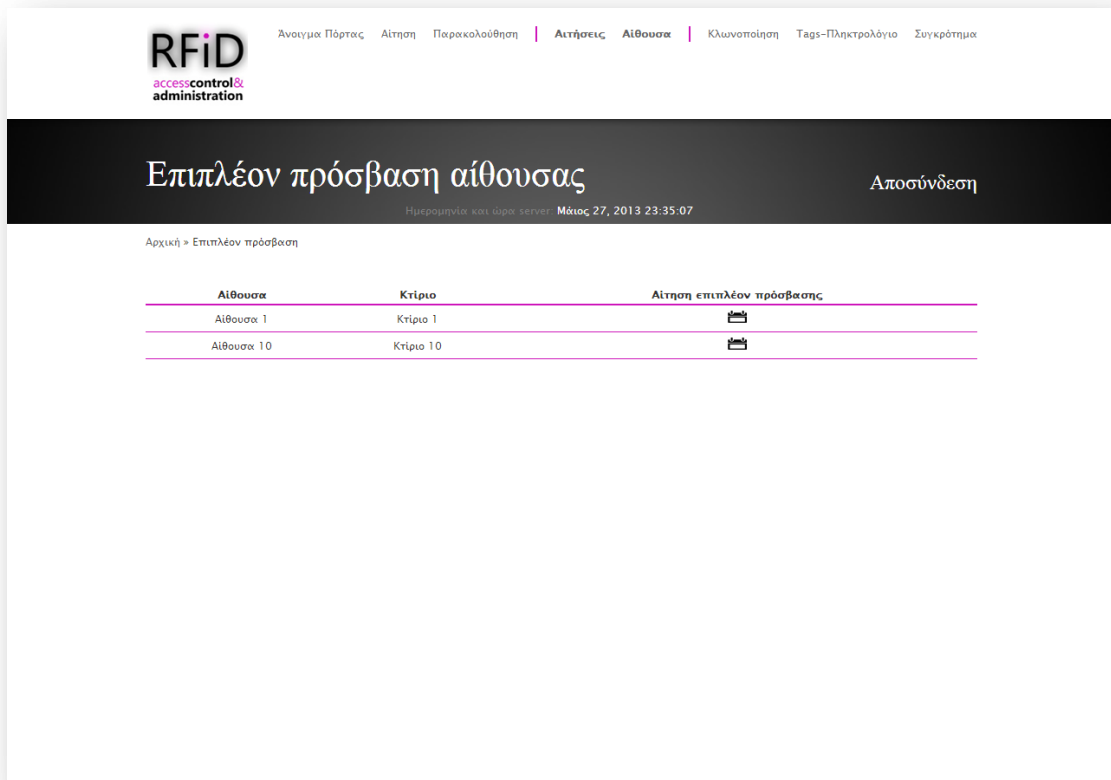 RFiD
accesscontrol&
administration
Άνοιγμα Πόρτας Αίτηση Παρακολούθηση Αιτήσεις Αίθουσα Κλωνοποίηση Tags-Πληκτρολόγιο Συγκρότημα
Επιπλέον πρόσβαση αίθουσας
Αποσύνδεση
Ημερομηνία και ώρα server: Μάιος 27, 2013 23:35:07
Αρχική » Επιπλέον πρόσβαση
Αίθουσα Κτίριο Αίτηση επιπλέον πρόσβασης
Αίθουσα 1 Κτίριο 1
Αίθουσα 10 Κτίριο 10